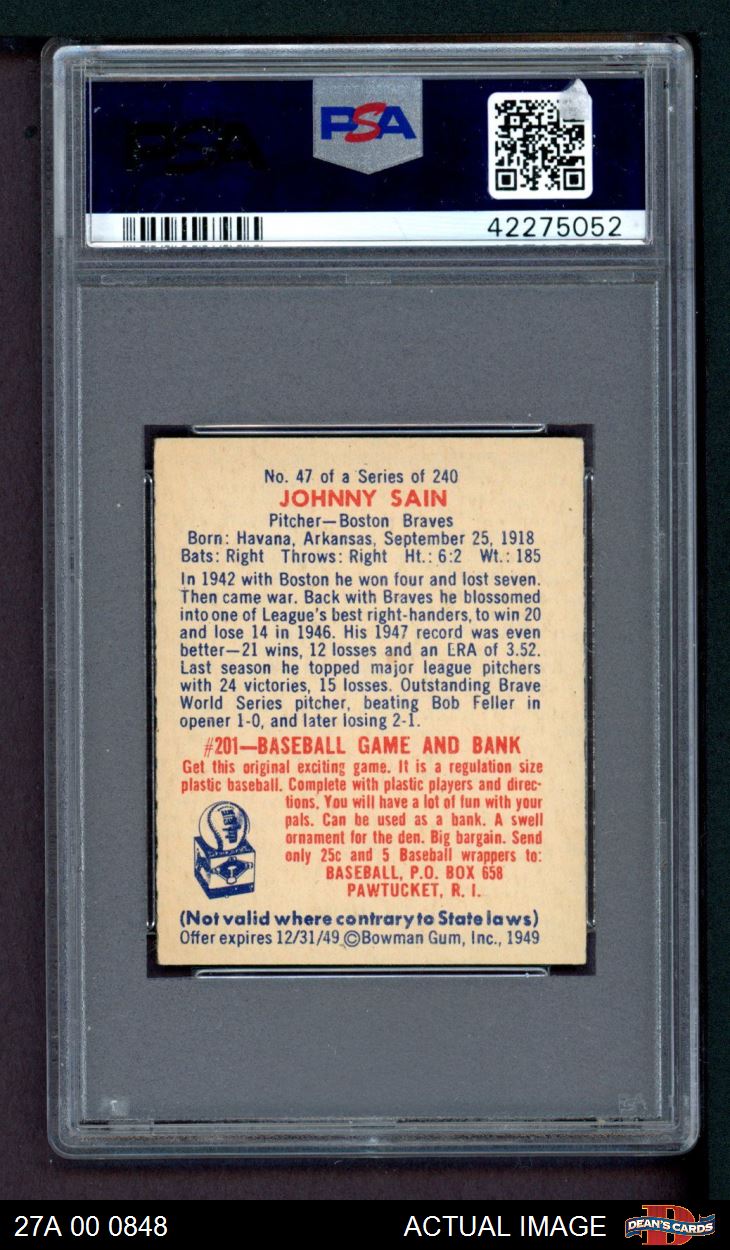 PSA
PSA
42275052
No. 47 of a Series of 240
JOHNNY SAIN
Pitcher—Boston Braves
Born: Havana, Arkansas, September 25, 1918
Bats: Right Throws: Right Ht.: 6:2 Wt.: 185
In 1942 with Boston he won four and lost seven.
Then came war. Back with Braves he blossomed
into one of League's best right-handers, to win 20
and lose 14 in 1946. His 1947 record was even
better—21 wins, 12 losses and an ERA of 3.52.
Last season he topped major league pitchers
with 24 victories, 15 losses. Outstanding Brave
World Series pitcher, beating Bob Feller in
opener 1-0, and later losing 2-1.
#201—BASEBALL GAME AND BANK
Get this original exciting game. It is a regulation size
plastic baseball. Complete with plastic players and direc-
tions. You will have a lot of fun with your
pals. Can be used as a bank. A swell
ornament for the den. Big bargain. Send
only 25c and 5 Baseball wrappers to:
BASEBALL, P.O. BOX 658
PAWTUCKET, R. I.
(Not valid where contrary to State laws)
Offer expires 12/31/49 ©Bowman Gum, Inc., 1949
27A 00 0848
ACTUAL IMAGE
DEAN'S CARDS